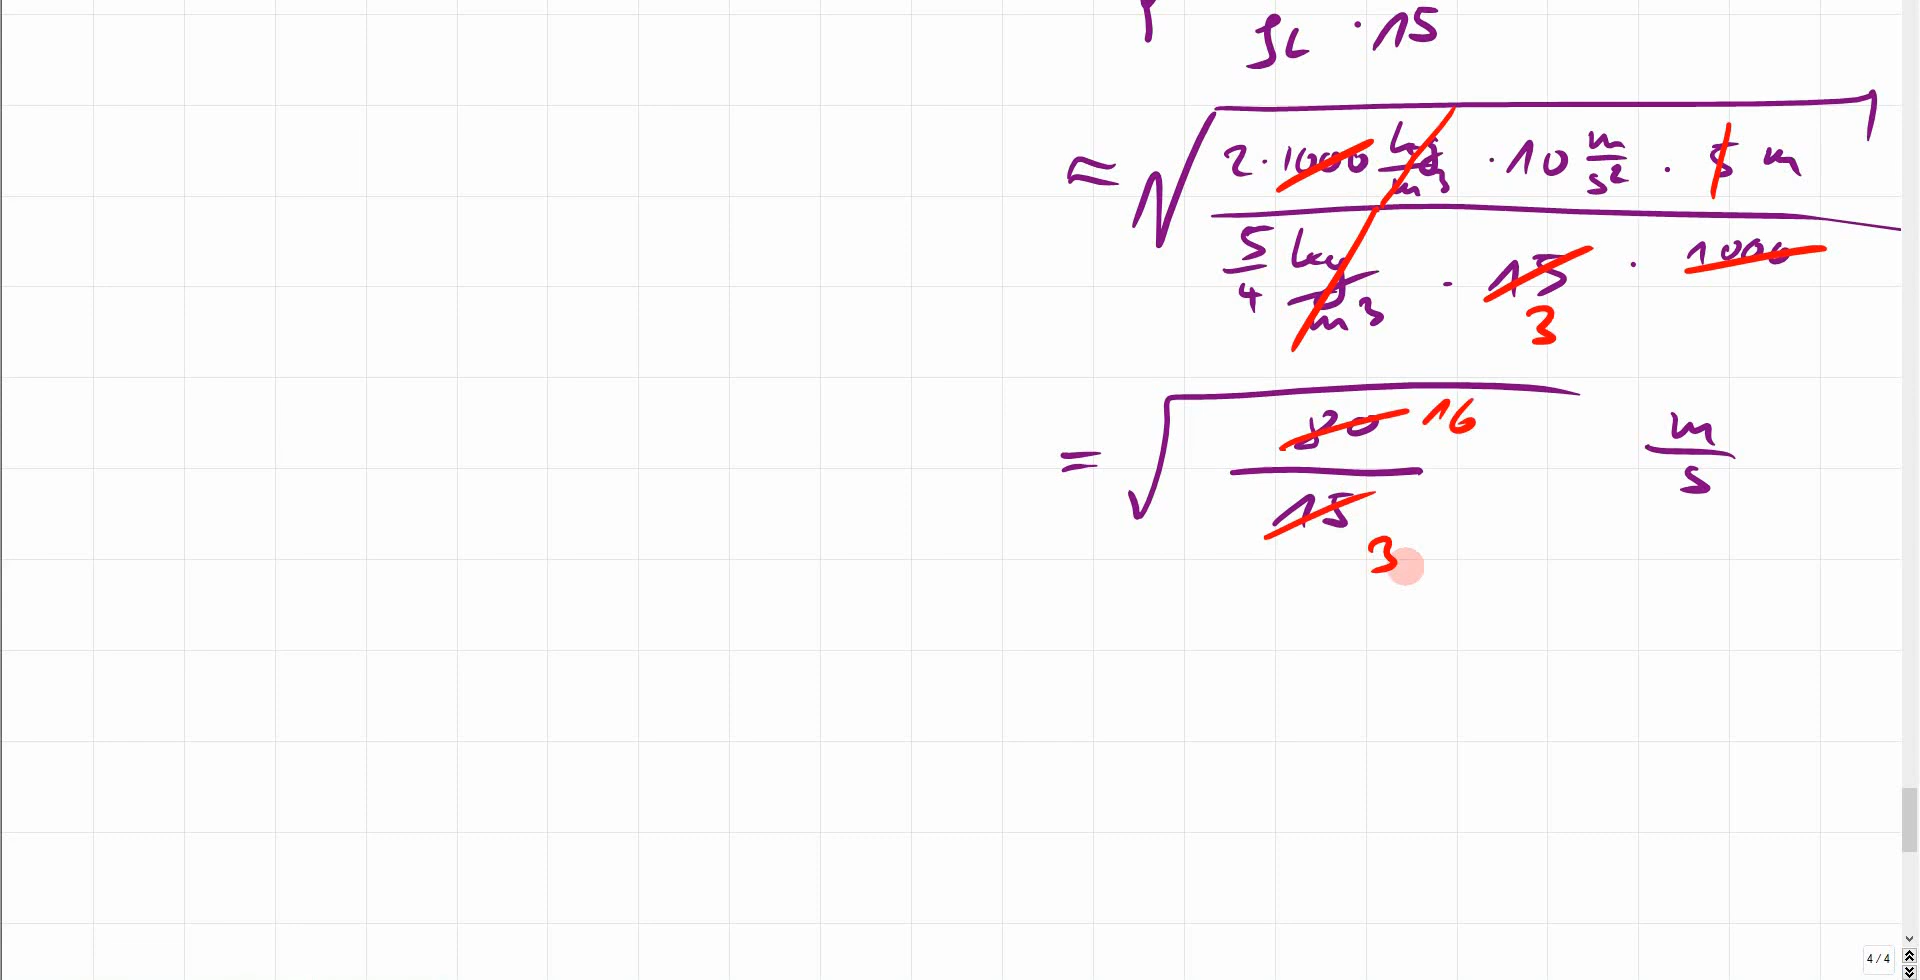 ρL · 15
≈ √ 2 · 1000 kg/m³ · 10 m/s² · 5 m
5/4 kg/m³ · 15 · 1000
3
= √ 80 16 m/s
15
3
4 / 4